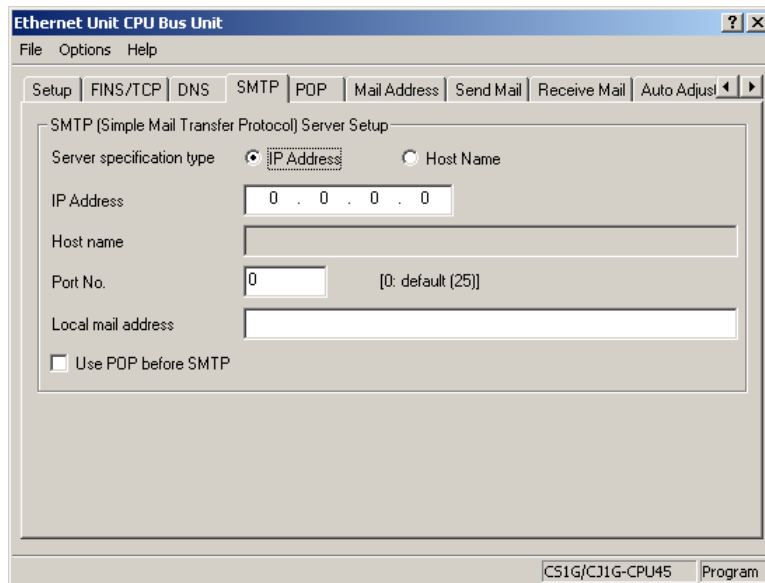 Ethernet Unit CPU Bus Unit
File Options Help
Setup FINS/TCP DNS SMTP POP Mail Address Send Mail Receive Mail Auto Adjust
SMTP (Simple Mail Transfer Protocol) Server Setup
Server specification type IP Address Host Name
IP Address 0 . 0 . 0 . 0
Host name
Port No. 0 [0: default (25)]
Local mail address
Use POP before SMTP
CS1G/CJ1G-CPU45 Program